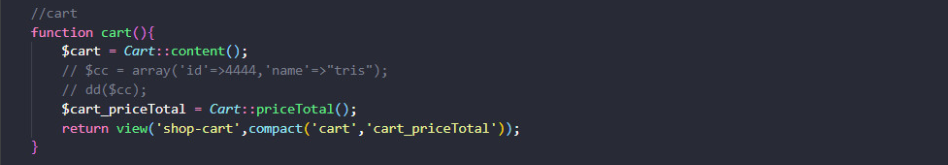 //cart
function cart(){
    $cart = Cart::content();
    // $cc = array('id'=>4444,'name'=>"tris");
    // dd($cc);
    $cart_priceTotal = Cart::priceTotal();
    return view('shop-cart',compact('cart','cart_priceTotal'));
}